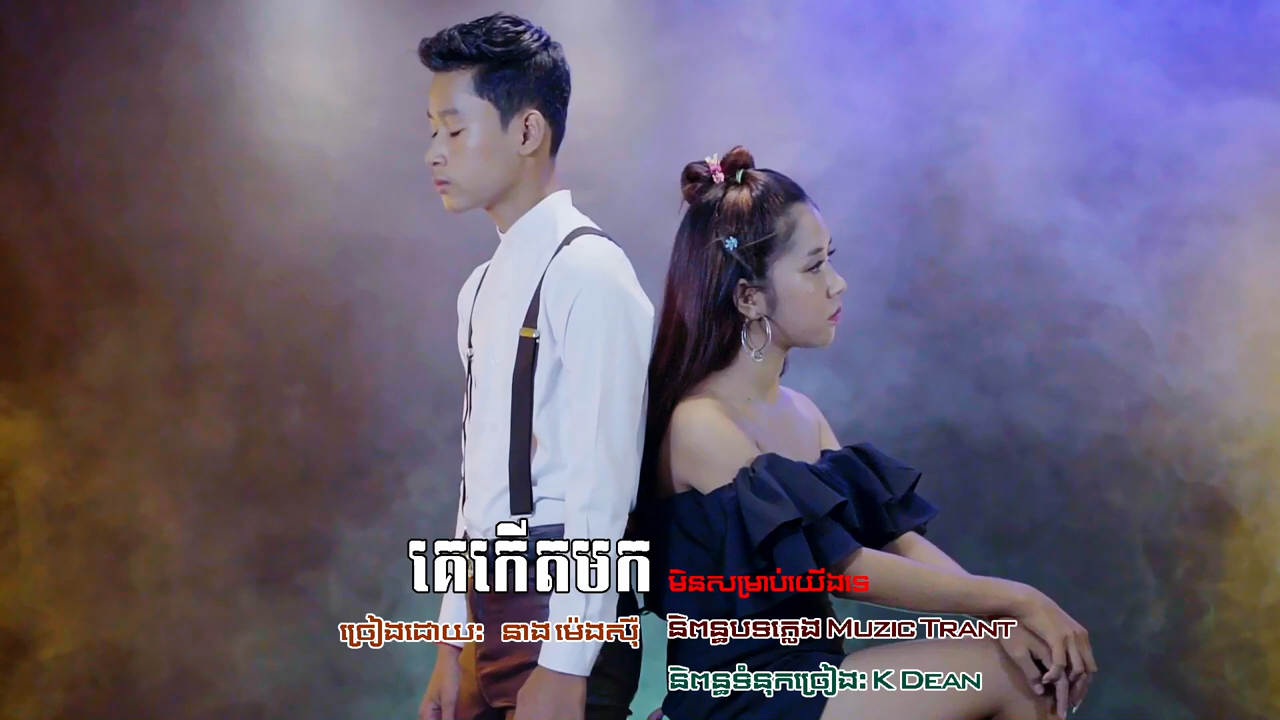 គេកើតមក
មិនសម្រាប់យើងទេ
ច្រៀងដោយ: នាង ម៉េងស៊ី
និពន្ធបទភ្លេង Muzic Trant
និពន្ធទំនុកច្រៀង: K Dean